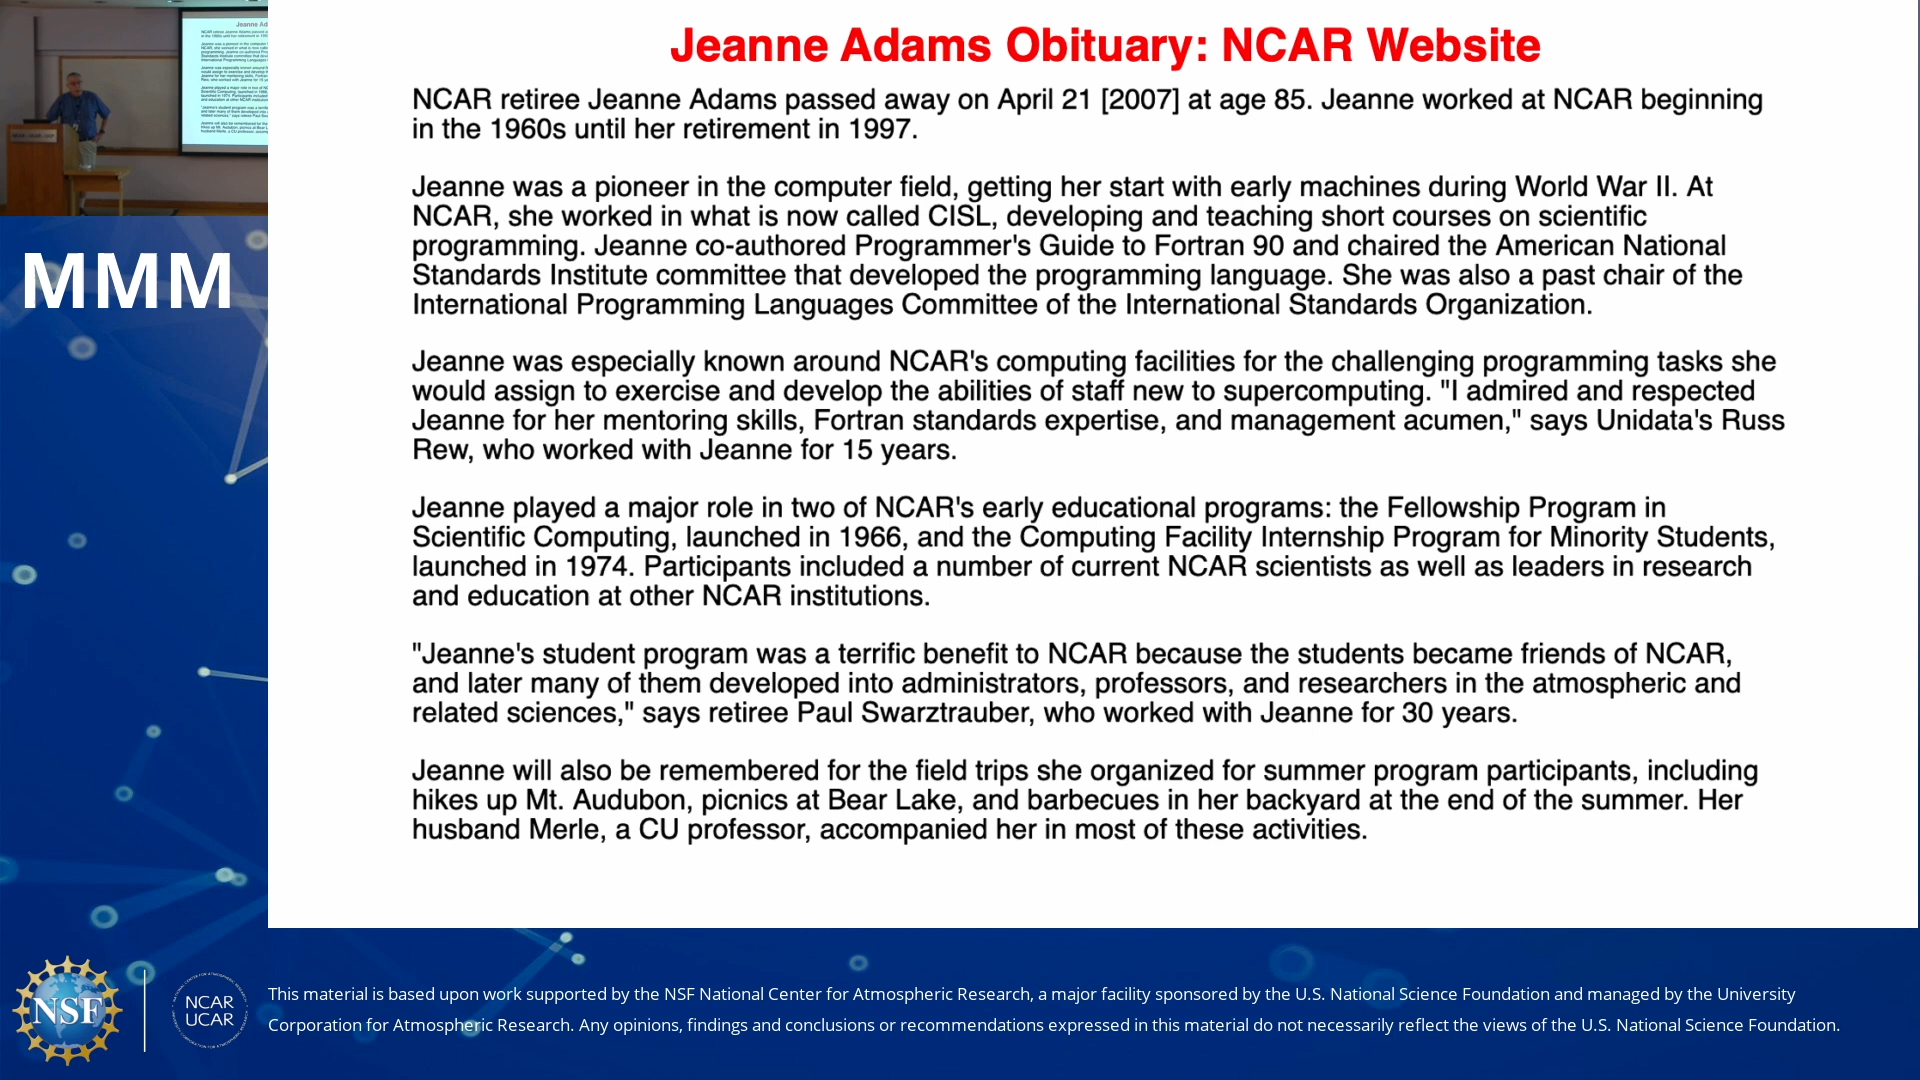 Jeanne Adams Obituary: NCAR Website
NCAR retiree Jeanne Adams passed away on April 21 [2007] at age 85. Jeanne worked at NCAR beginning
in the 1960s until her retirement in 1997.
Jeanne was a pioneer in the computer field, getting her start with early machines during World War II. At
NCAR, she worked in what is now called CISL, developing and teaching short courses on scientific
programming. Jeanne co-authored Programmer's Guide to Fortran 90 and chaired the American National
Standards Institute committee that developed the programming language. She was also a past chair of the
International Programming Languages Committee of the International Standards Organization.
Jeanne was especially known around NCAR's computing facilities for the challenging programming tasks she
would assign to exercise and develop the abilities of staff new to supercomputing. "I admired and respected
Jeanne for her mentoring skills, Fortran standards expertise, and management acumen," says Unidata's Russ
Rew, who worked with Jeanne for 15 years.
Jeanne played a major role in two of NCAR's early educational programs: the Fellowship Program in
Scientific Computing, launched in 1966, and the Computing Facility Internship Program for Minority Students,
launched in 1974. Participants included a number of current NCAR scientists as well as leaders in research
and education at other NCAR institutions.
"Jeanne's student program was a terrific benefit to NCAR because the students became friends of NCAR,
and later many of them developed into administrators, professors, and researchers in the atmospheric and
related sciences," says retiree Paul Swarztrauber, who worked with Jeanne for 30 years.
Jeanne will also be remembered for the field trips she organized for summer program participants, including
hikes up Mt. Audubon, picnics at Bear Lake, and barbecues in her backyard at the end of the summer. Her
husband Merle, a CU professor, accompanied her in most of these activities.
MMM
NSF
NCAR
UCAR
This material is based upon work supported by the NSF National Center for Atmospheric Research, a major facility sponsored by the U.S. National Science Foundation and managed by the University
Corporation for Atmospheric Research. Any opinions, findings and conclusions or recommendations expressed in this material do not necessarily reflect the views of the U.S. National Science Foundation.